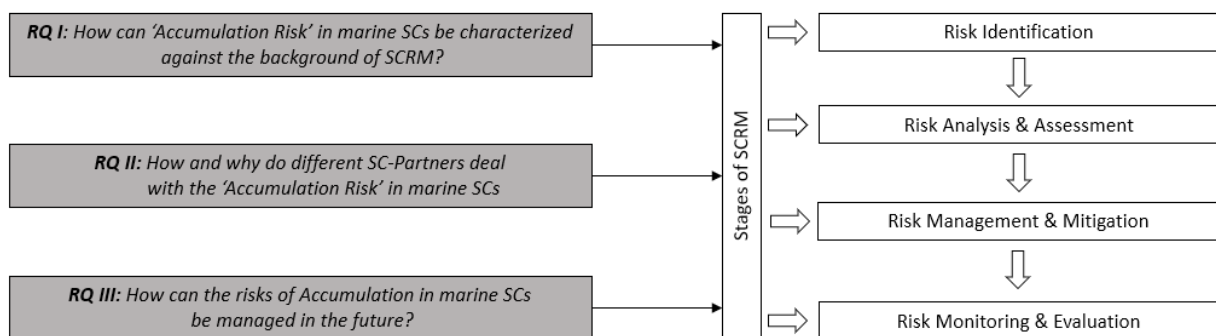 RQ I: How can ‘Accumulation Risk’ in marine SCs be characterized
against the background of SCRM?
RQ II: How and why do different SC-Partners deal
with the ‘Accumulation Risk’ in marine SCs
RQ III: How can the risks of Accumulation in marine SCs
be managed in the future?
Stages of SCRM
Risk Identification
Risk Analysis & Assessment
Risk Management & Mitigation
Risk Monitoring & Evaluation